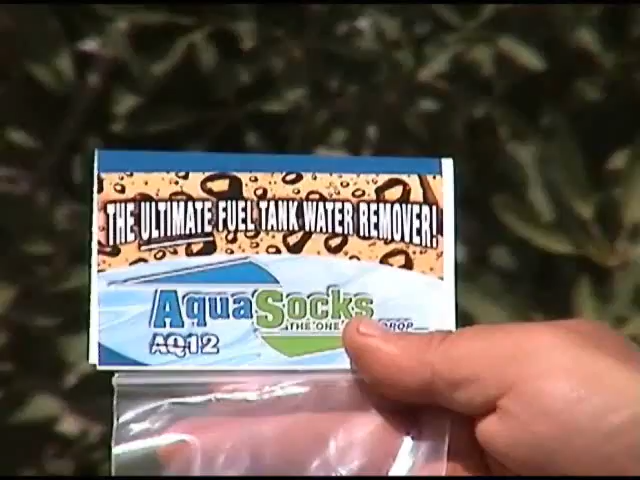 THE ULTIMATE FUEL TANK WATER REMOVER!
AquaSocks
THE "ONE" DROP
AQ12